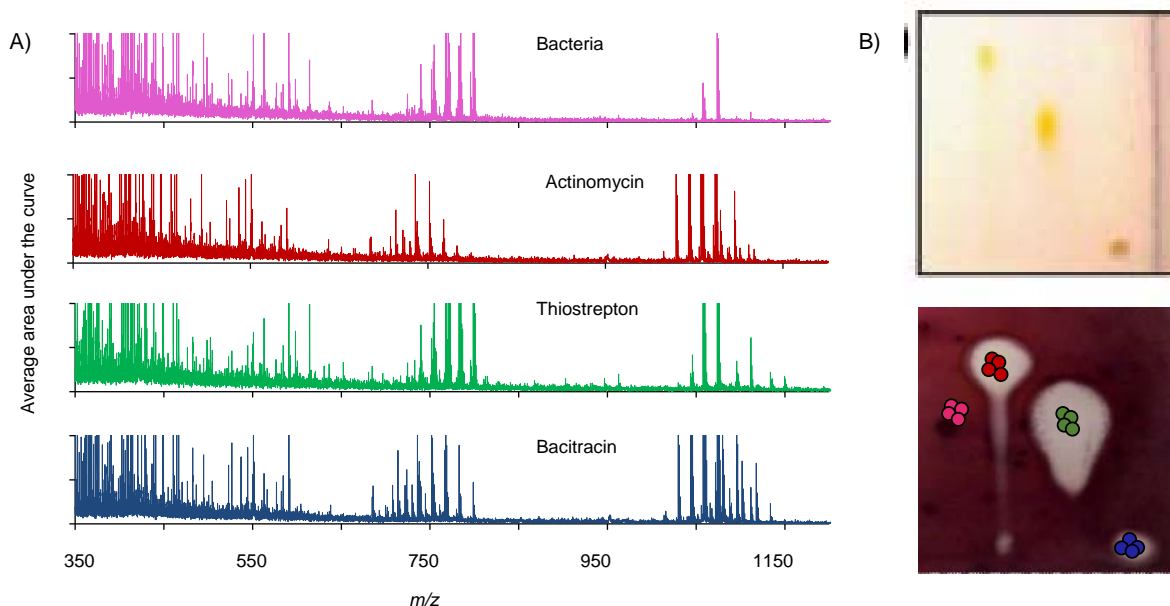 A)
Bacteria
Actinomycin
Thiostrepton
Bacitracin
Average area under the curve
350 550 750 950 1150
m/z
B)